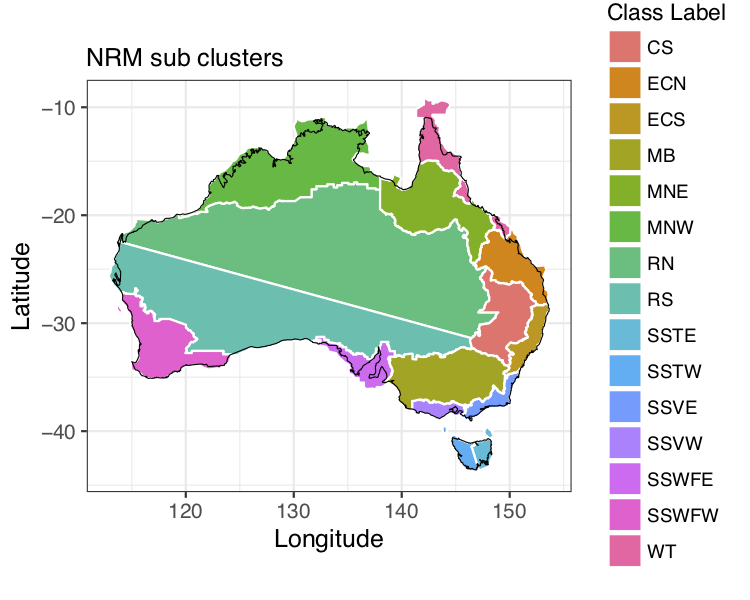 Class Label
NRM sub clusters
CS
ECN
ECS
MB
MNE
MNW
RN
RS
SSTE
SSTW
SSVE
SSVW
SSWFE
SSWFW
WT
Latitude
−10
−20
−30
−40
120 130 140 150
Longitude